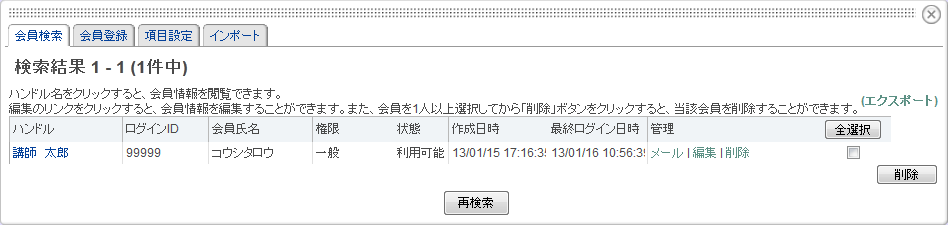 会員検索 会員登録 項目設定 インポート
検索結果 1 - 1 (1件中)
ハンドル名をクリックすると、会員情報を閲覧できます。
編集のリンクをクリックすると、会員情報を編集することができます。また、会員を1人以上選択してから「削除」ボタンをクリックすると、当該会員を削除することができます。
(エクスポート)
ハンドル ログインID 会員氏名 権限 状態 作成日時 最終ログイン日時 管理 全選択
講師 太郎 99999 コウシタロウ 一般 利用可能 13/01/15 17:16:3 13/01/16 10:56:3 メール | 編集 | 削除
削除
再検索